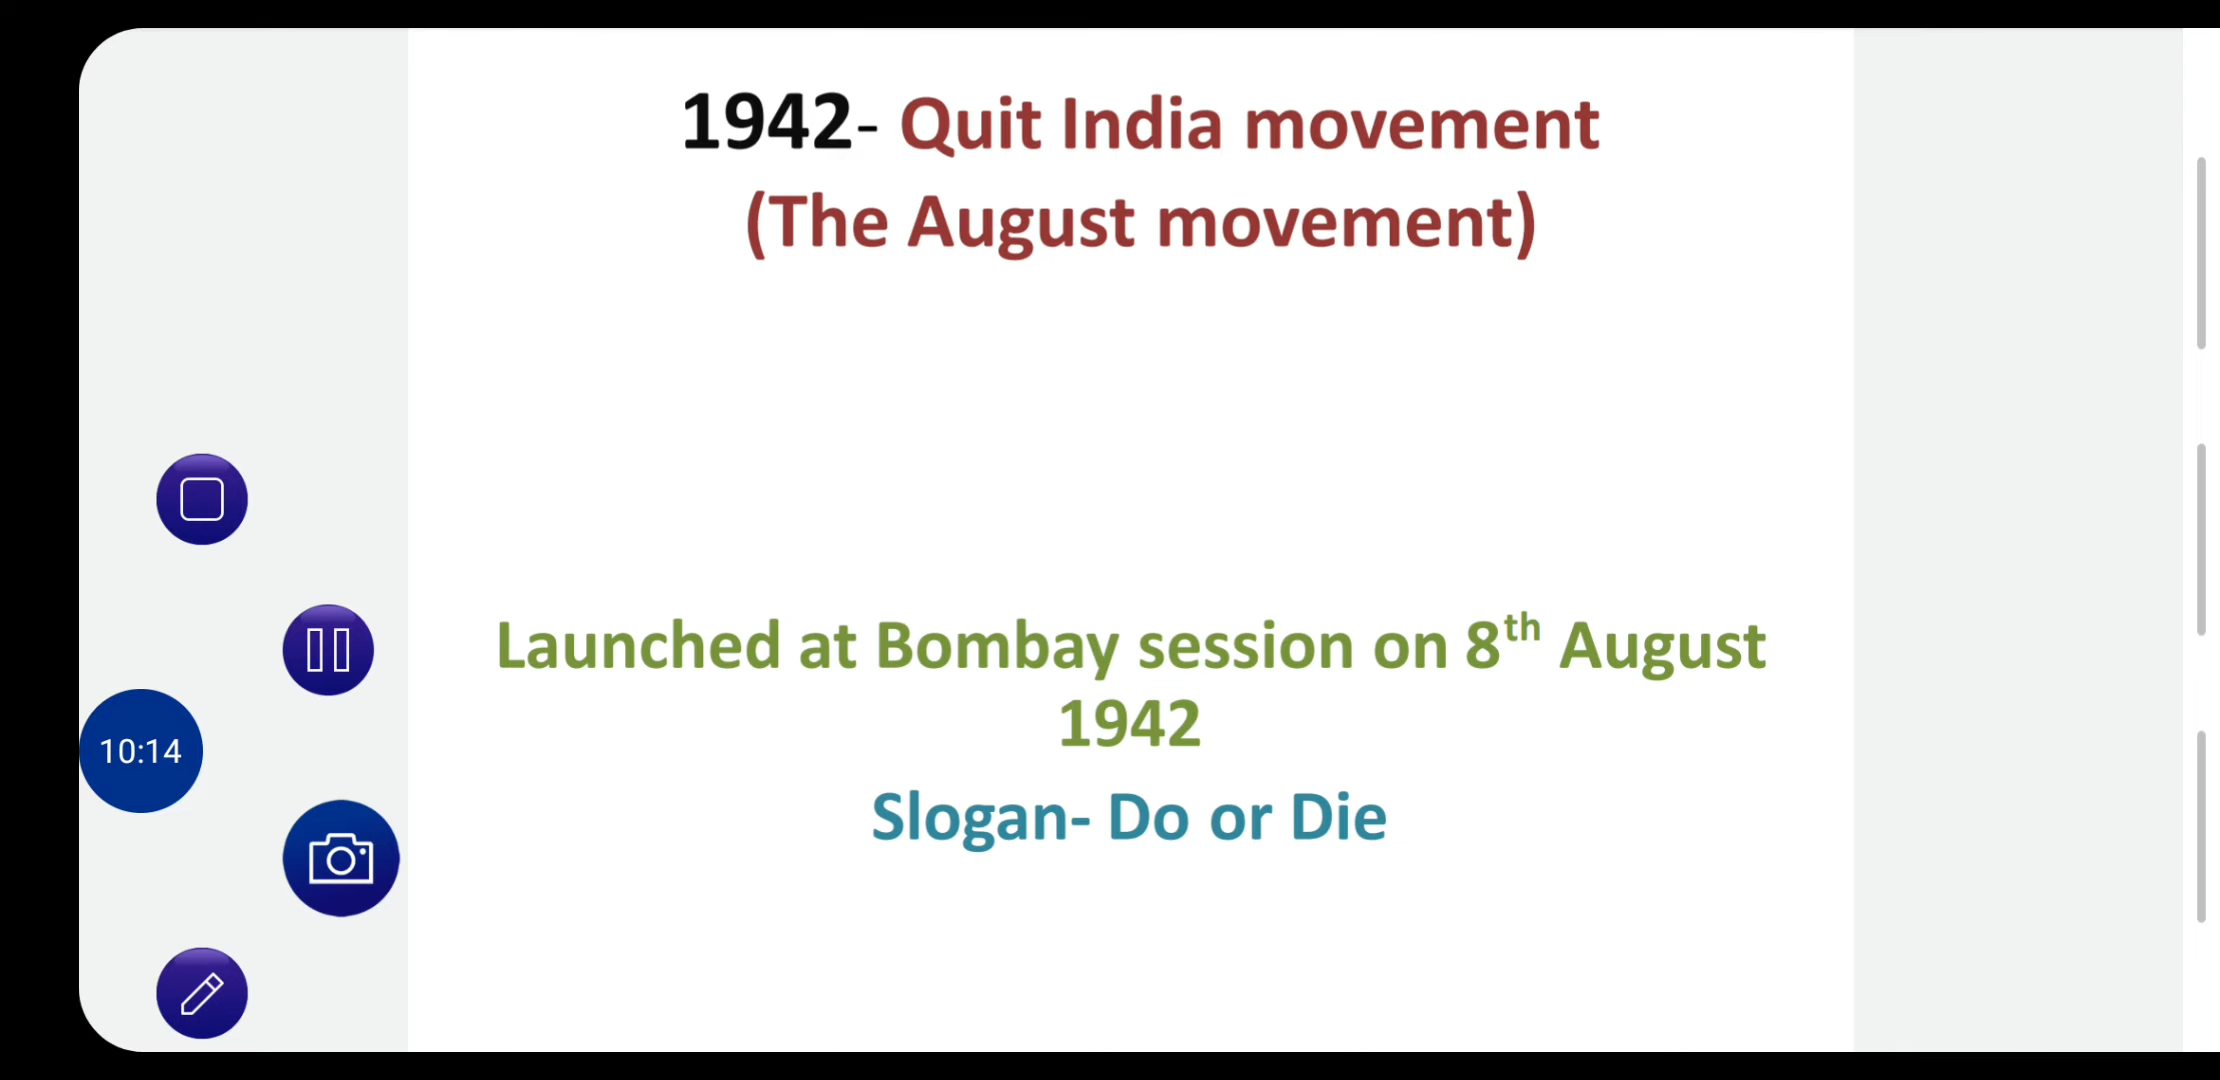 1942- Quit India movement
(The August movement)
Launched at Bombay session on 8th August
1942
Slogan- Do or Die
10:14